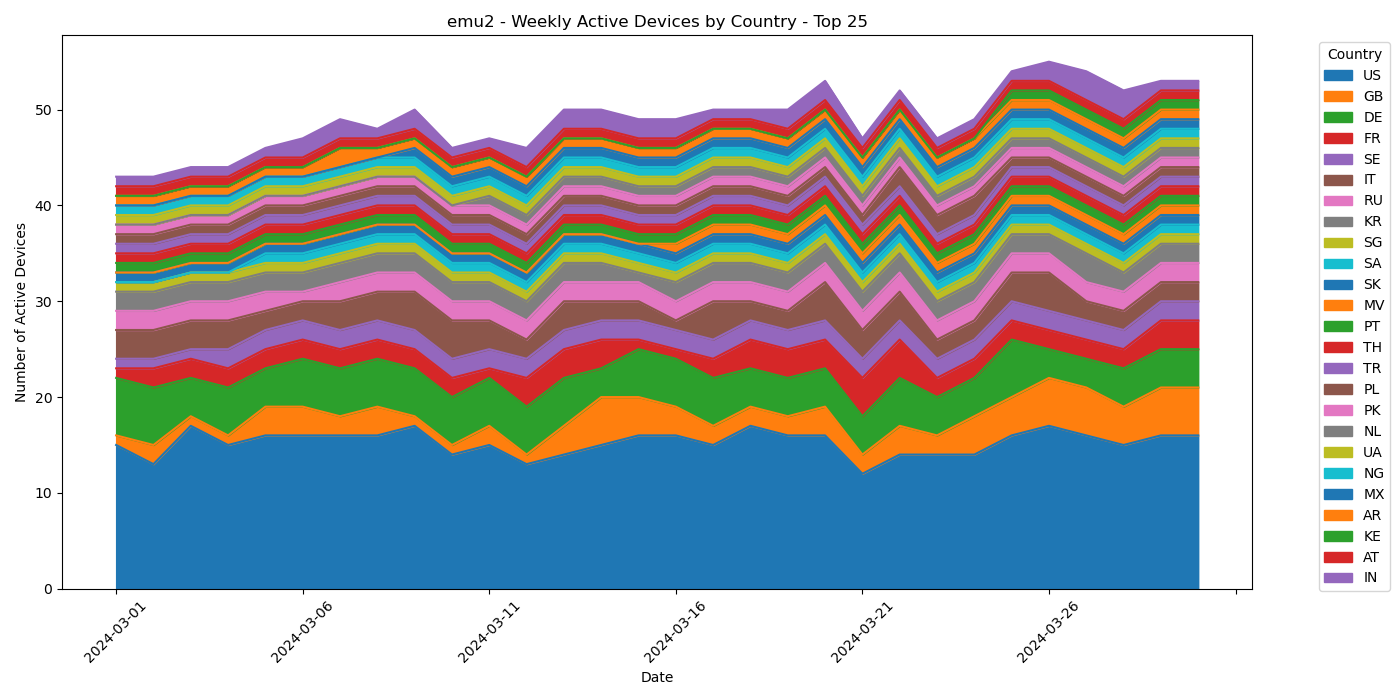 emu2 - Weekly Active Devices by Country - Top 25
Number of Active Devices
50
40
30
20
10
0
2024-03-01
2024-03-06
2024-03-11
2024-03-16
2024-03-21
2024-03-26
Date
Country
US
GB
DE
FR
SE
IT
RU
KR
SG
SA
SK
MV
PT
TH
TR
PL
PK
NL
UA
NG
MX
AR
KE
AT
IN